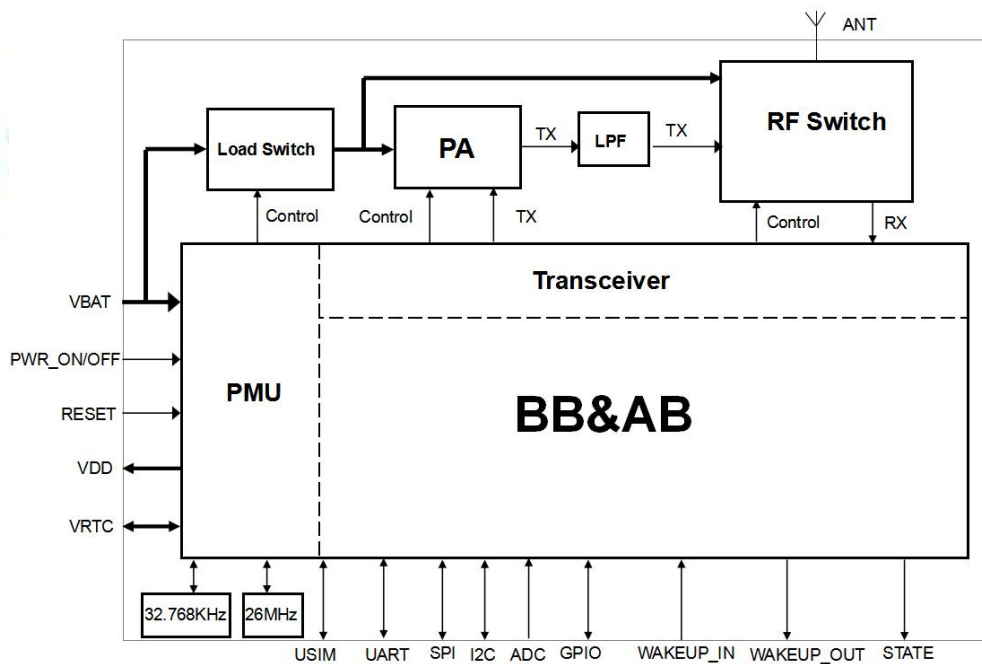 ANT
RF Switch
Load Switch
PA
TX
LPF
TX
Control
Control
TX
Control
RX
Transceiver
VBAT
PWR_ON/OFF
PMU
BB&AB
RESET
VDD
VRTC
32.768KHz
26MHz
USIM
UART
SPI
I2C
ADC
GPIO
WAKEUP_IN
WAKEUP_OUT
STATE